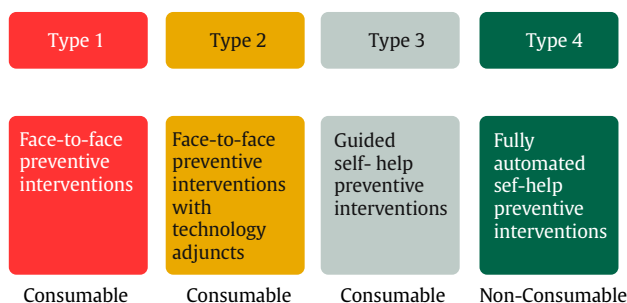 Type 1
Type 2
Type 3
Type 4
Face-to-face
preventive
interventions
Face-to-face
preventive
interventions
with
technology
adjuncts
Guided
self- help
preventive
interventions
Fully
automated
sef-help
preventive
interventions
Consumable
Consumable
Consumable
Non-Consumable